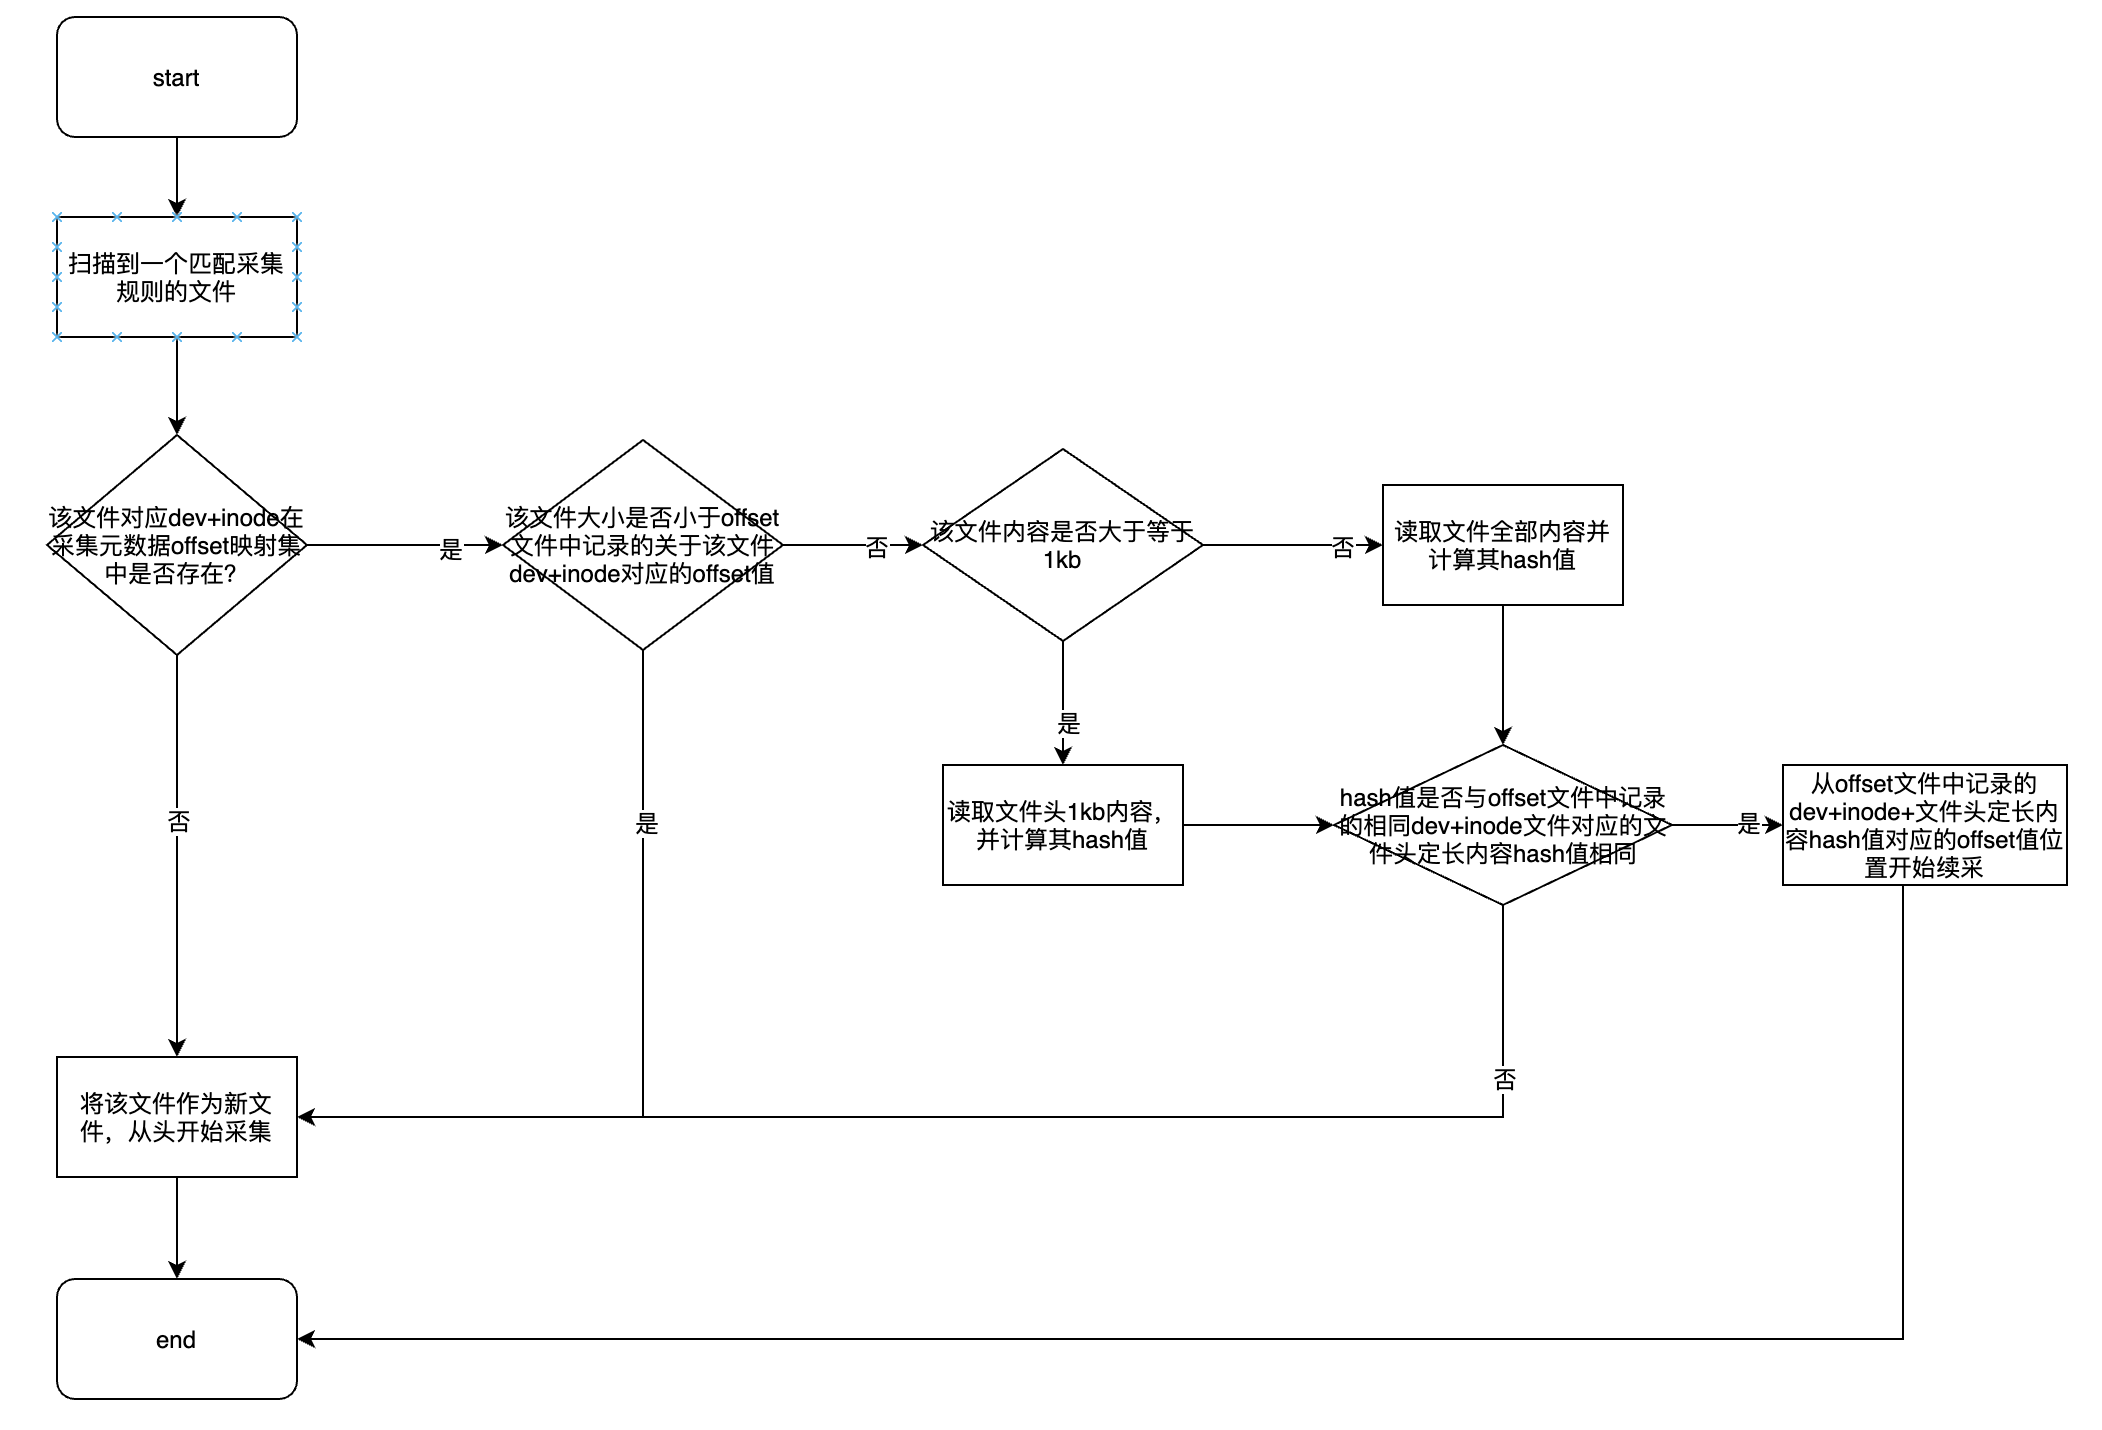 start
扫描到一个匹配采集
规则的文件
该文件对应dev+inode在
采集元数据offset映射集
中是否存在?
是
该文件大小是否小于offset
文件中记录的关于该文件
dev+inode对应的offset值
否
该文件内容是否大于等于
1kb
否
读取文件全部内容并
计算其hash值
是
否
是
读取文件头1kb内容，
并计算其hash值
hash值是否与offset文件中记录
的相同dev+inode文件对应的文
件头定长内容hash值相同
是
从offset文件中记录的
dev+inode+文件头定长内
容hash值对应的offset值位
置开始续采
否
将该文件作为新文
件，从头开始采集
end